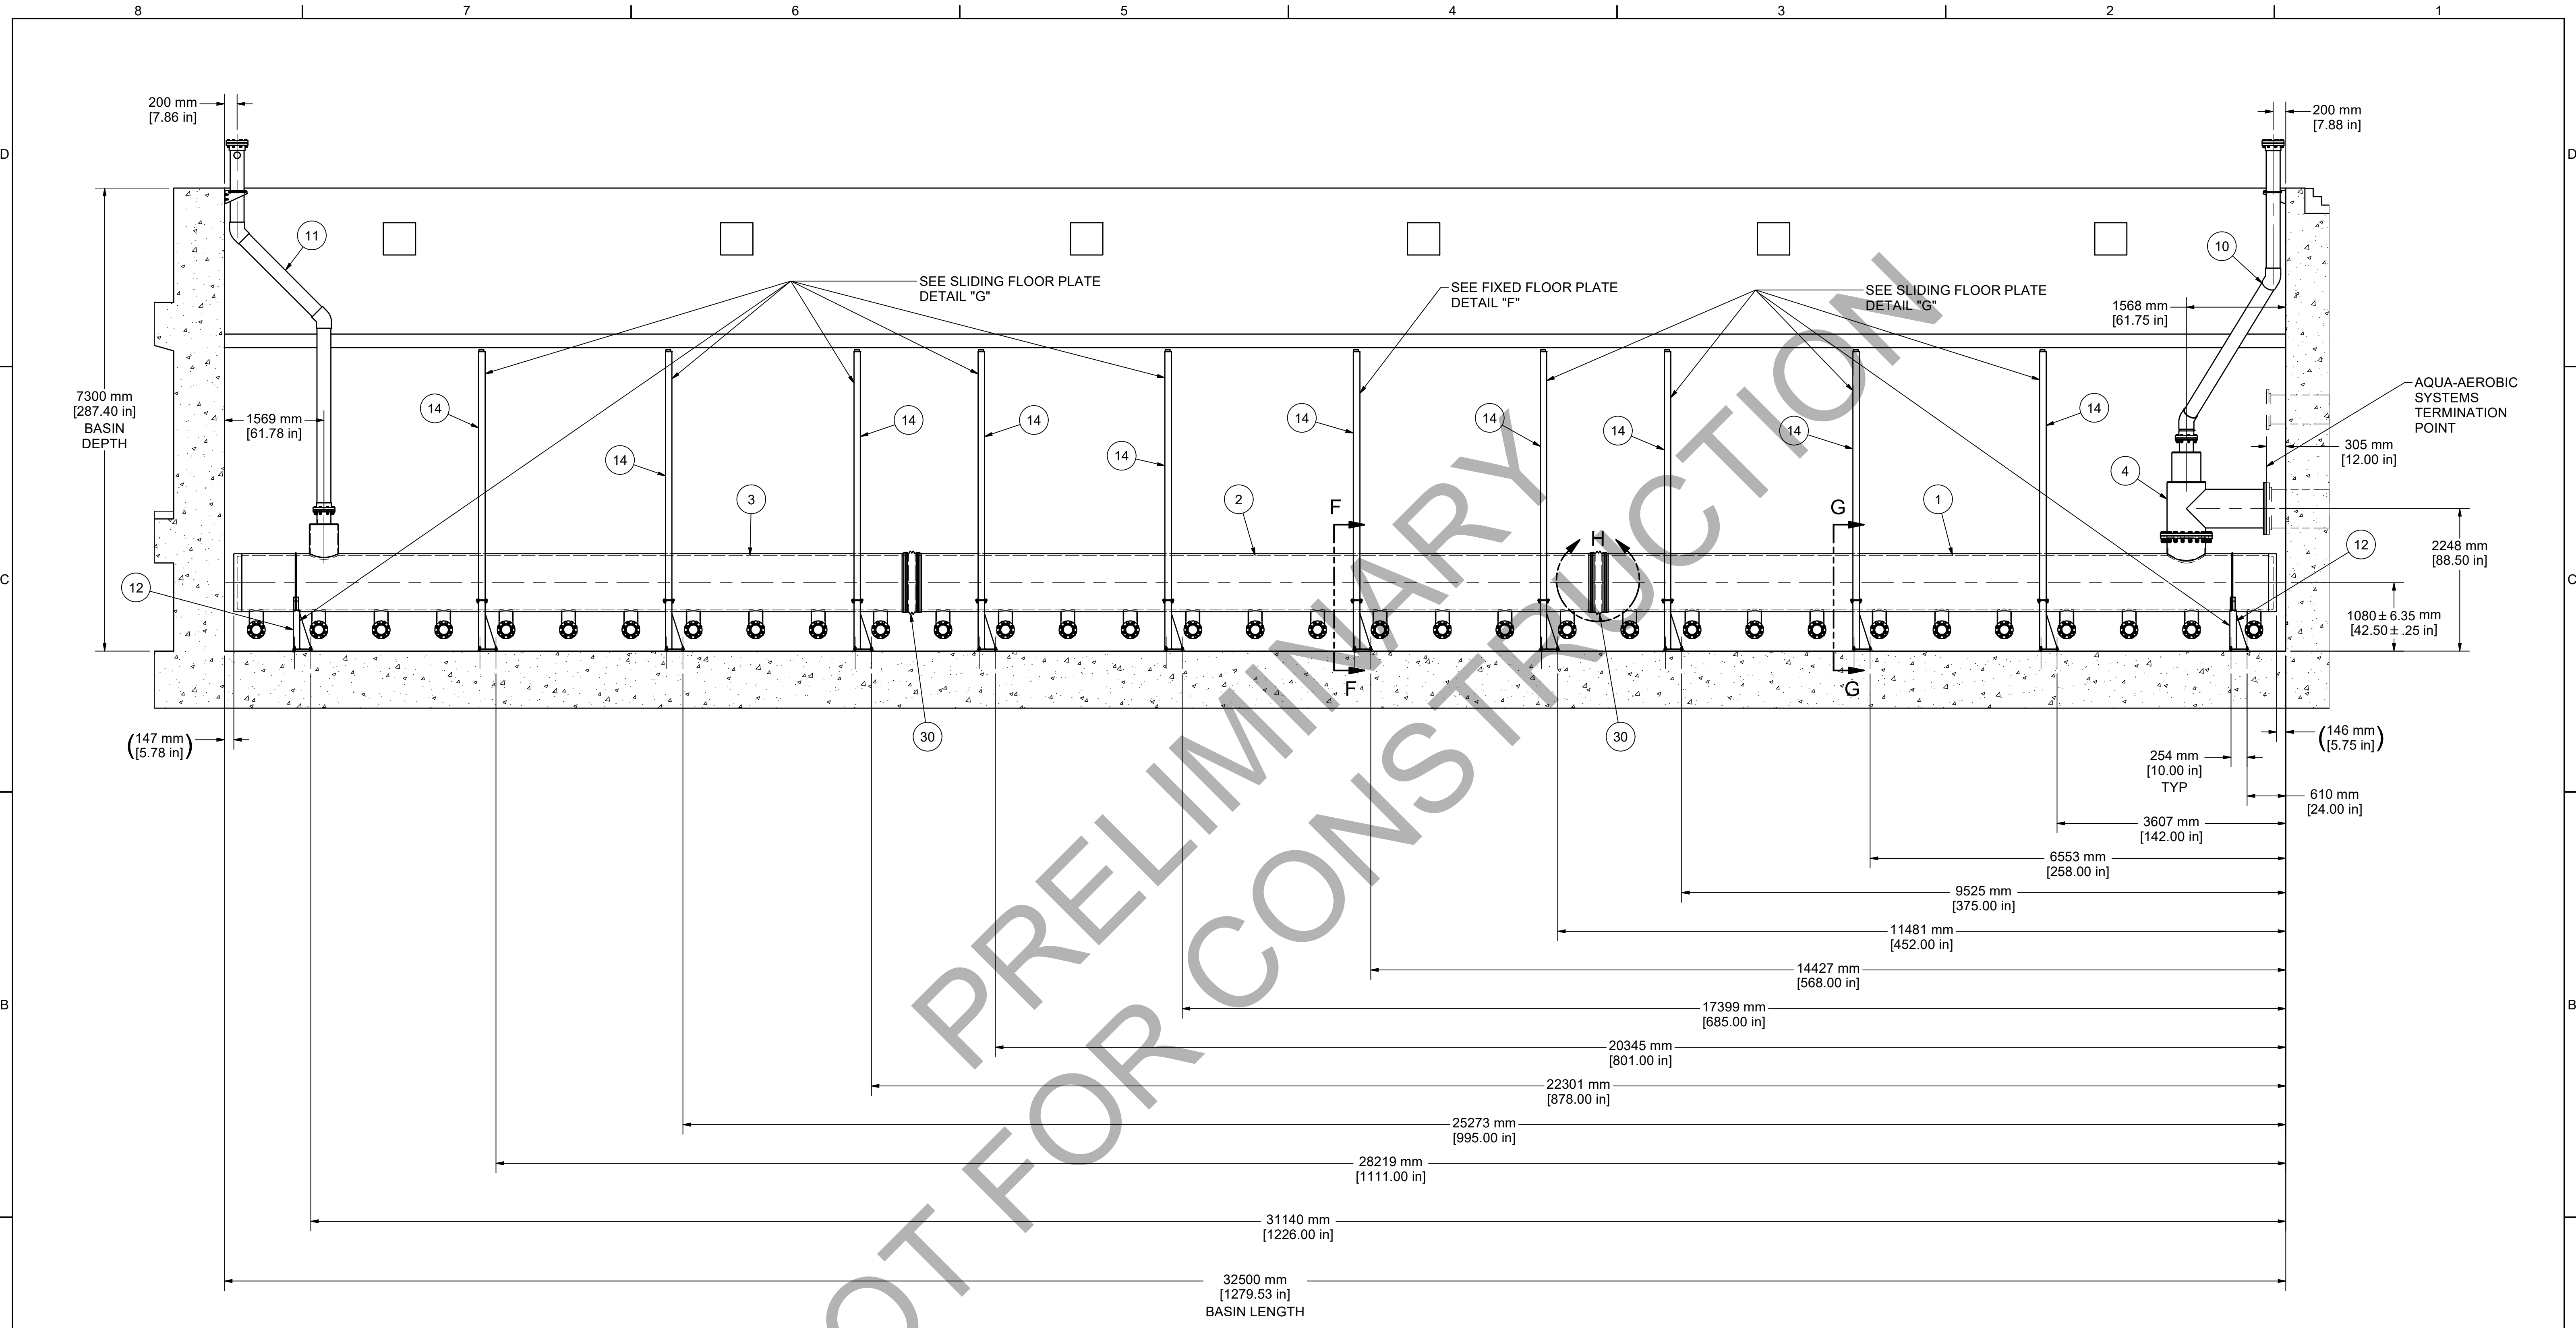 8 7 6 5 4 3 2 1
200 mm
[7.86 in]
200 mm
[7.88 in]
D
D
11
10
SEE SLIDING FLOOR PLATE
DETAIL "G"
SEE FIXED FLOOR PLATE
DETAIL "F"
SEE SLIDING FLOOR PLATE
DETAIL "G"
1568 mm
[61.75 in]
7300 mm
[287.40 in]
BASIN
DEPTH
1569 mm
[61.78 in]
AQUA-AEROBIC
SYSTEMS
TERMINATION
POINT
305 mm
[12.00 in]
14
14
14
14
14
14
14
14
14
14
3
2
1
4
F
G
H
12
12
C
C
2248 mm
[88.50 in]
1080± 6.35 mm
[42.50± .25 in]
F
G
30
30
(147 mm
[5.78 in])
(146 mm
[5.75 in])
254 mm
[10.00 in]
TYP
610 mm
[24.00 in]
3607 mm
[142.00 in]
6553 mm
[258.00 in]
9525 mm
[375.00 in]
11481 mm
[452.00 in]
14427 mm
[568.00 in]
B
B
17399 mm
[685.00 in]
20345 mm
[801.00 in]
22301 mm
[878.00 in]
25273 mm
[995.00 in]
28219 mm
[1111.00 in]
31140 mm
[1226.00 in]
32500 mm
[1279.53 in]
BASIN LENGTH
PRELIMINARY
OT FOR CONSTRUCTION